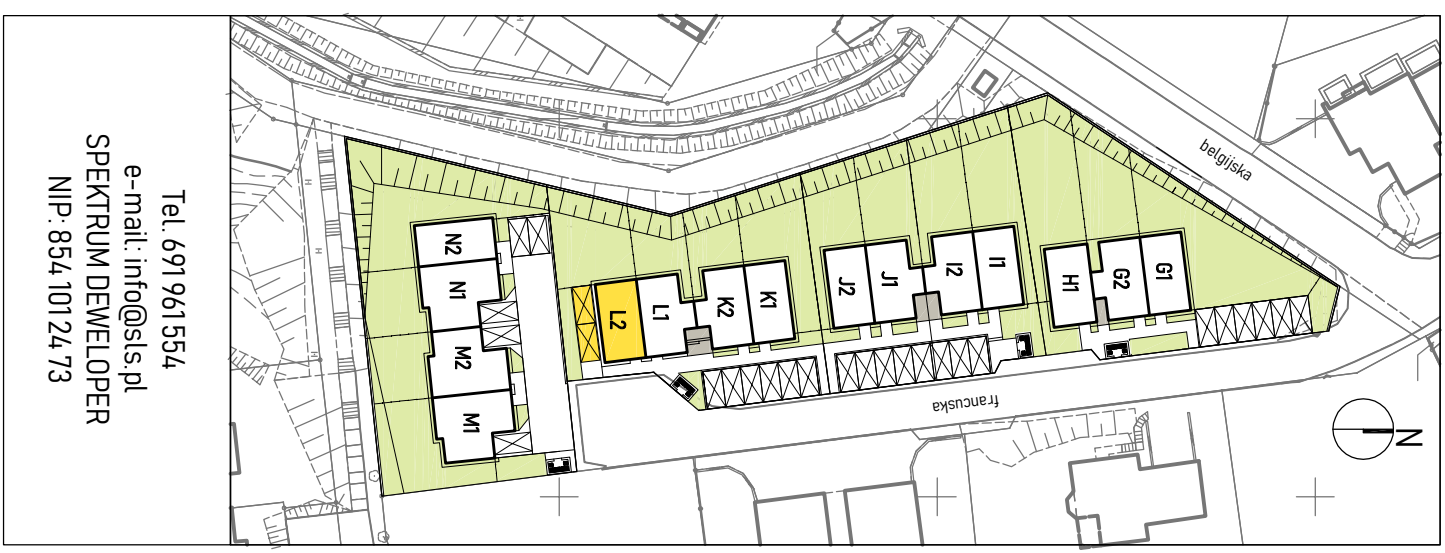 Tel. 691 961 554
e-mail: info@sls.pl
SPEKTRUM DEWELOPER
NIP: 854 101 24 73
belgijska
francuska
N
N2
N1
M2
M1
L2
L1
K2
K1
J2
J1
I2
I1
H1
G2
G1